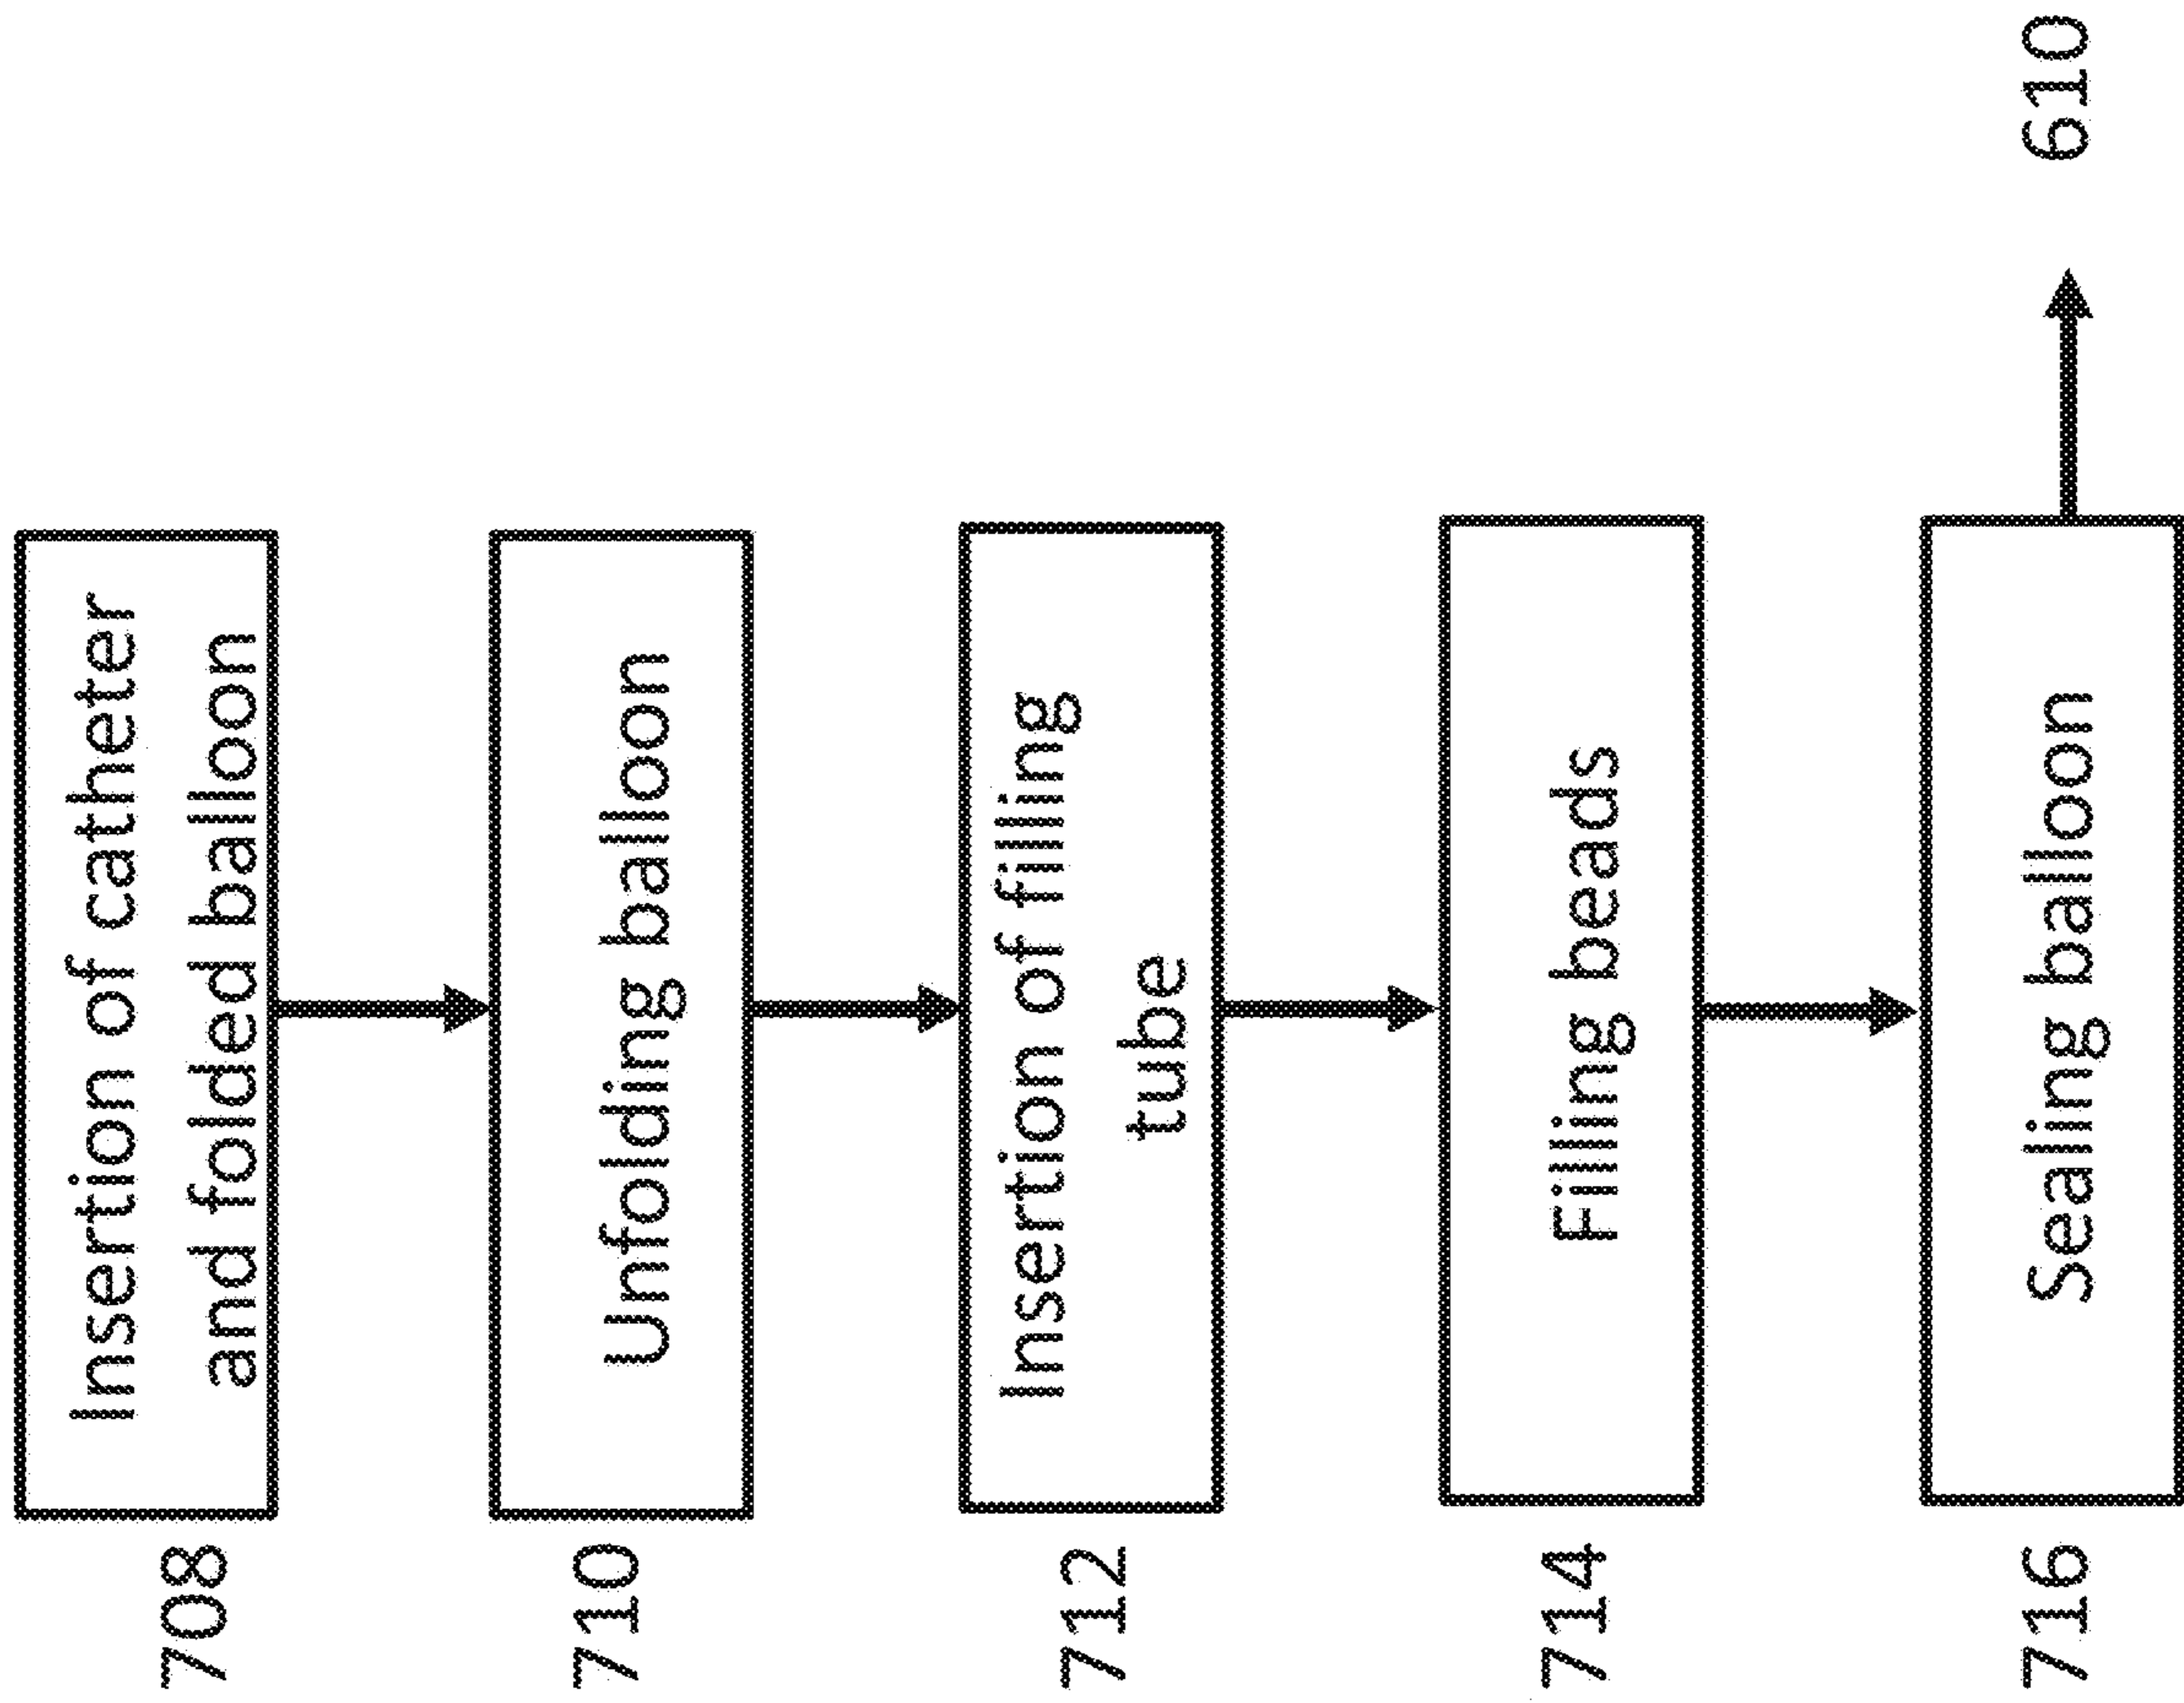 708
Insertion of catheter
and folded balloon
710
Unfolding balloon
712
Insertion of filling
tube
714
Filling beads
716
Sealing balloon
610